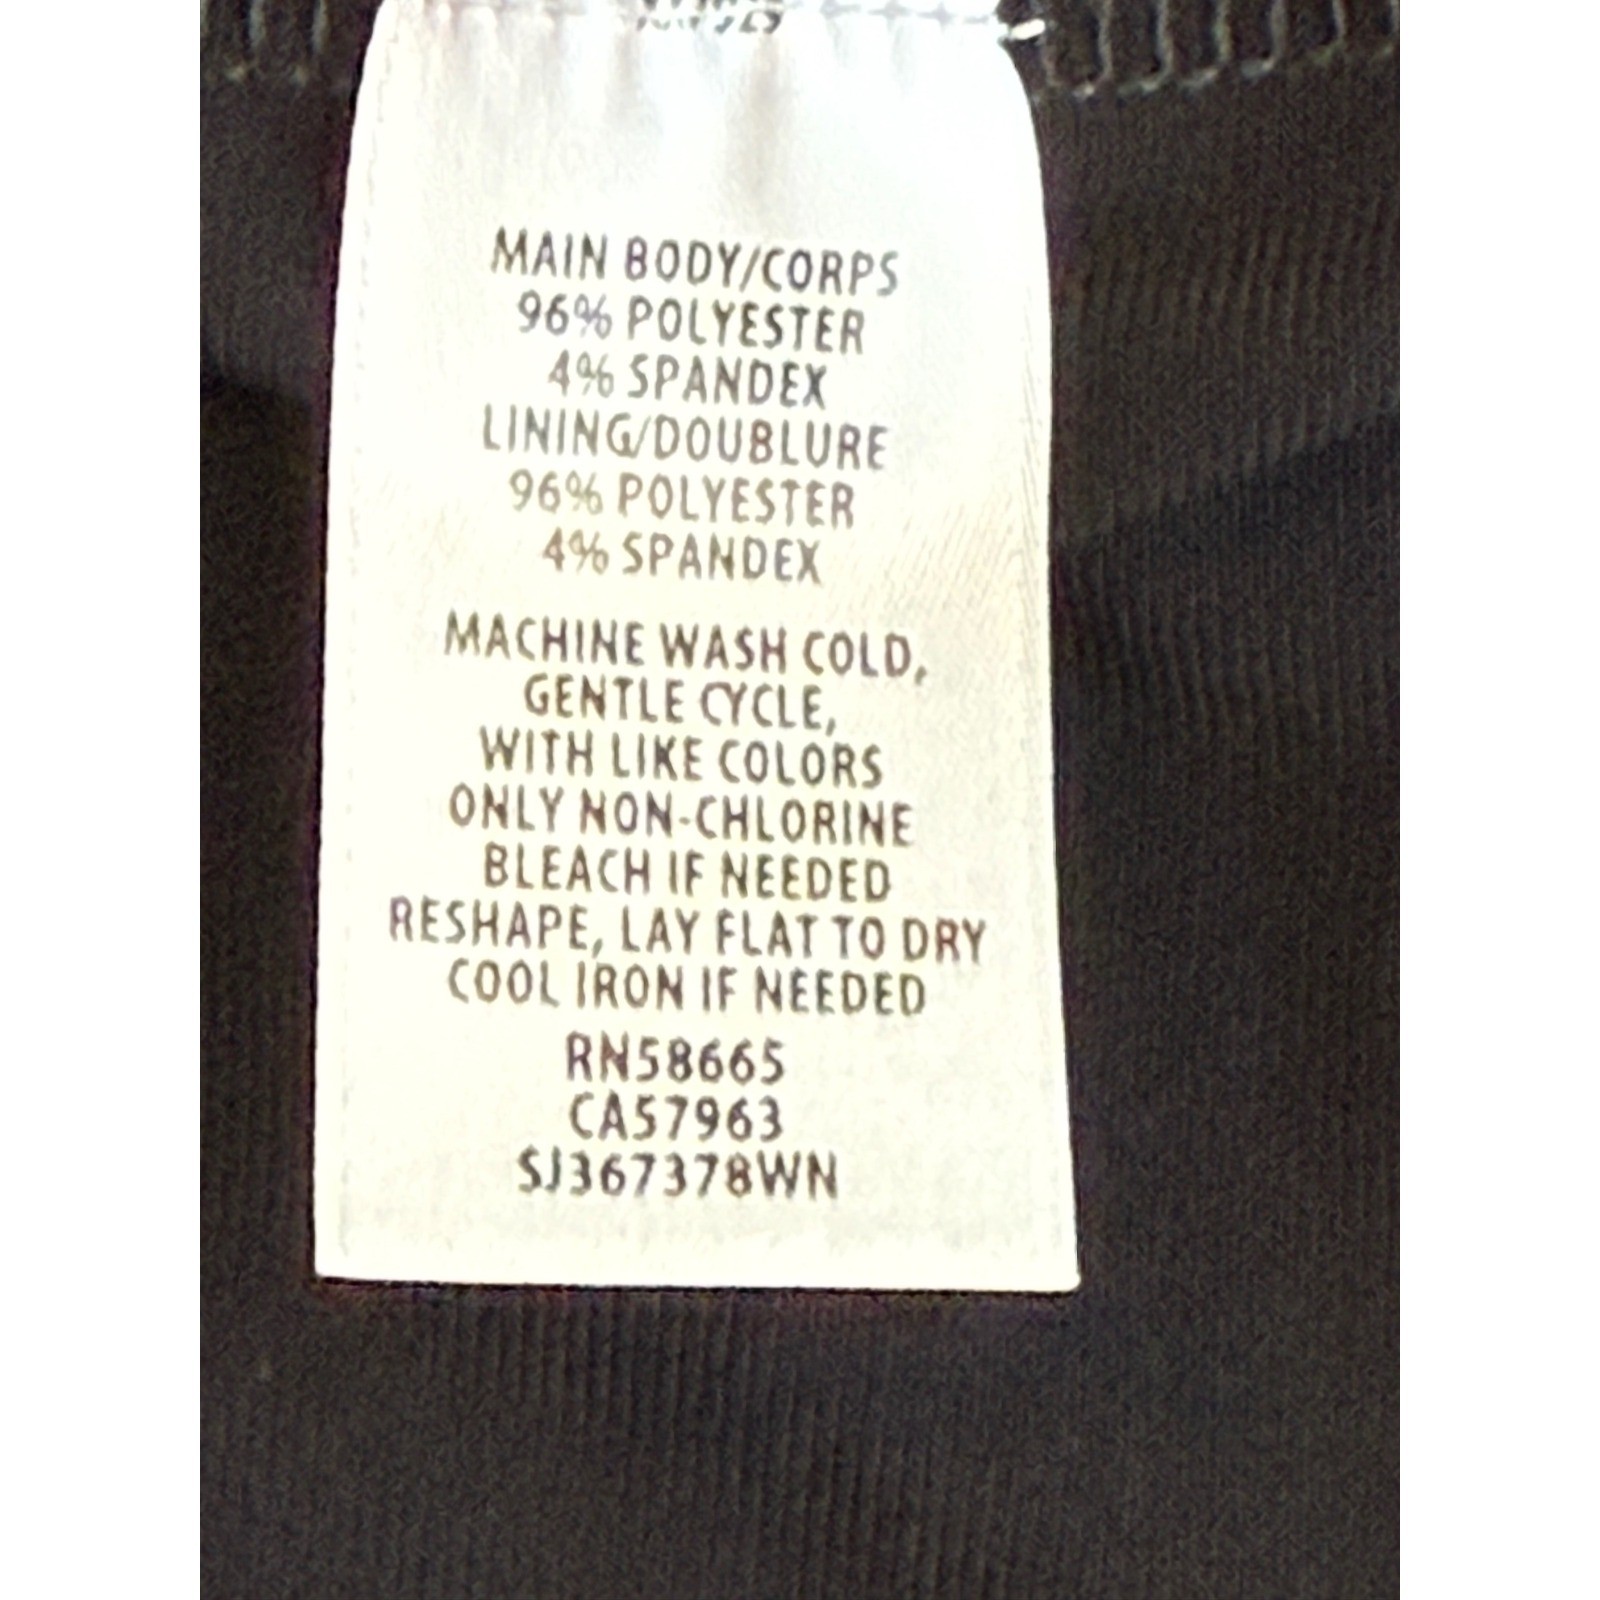 MAIN BODY/CORPS
96% POLYESTER
4% SPANDEX
LINING/DOUBLURE
96% POLYESTER
4% SPANDEX
MACHINE WASH COLD,
GENTLE CYCLE,
WITH LIKE COLORS
ONLY NON-CHLORINE
BLEACH IF NEEDED
RESHAPE, LAY FLAT TO DRY
COOL IRON IF NEEDED
RN58665
CA57963
SJ367378WN